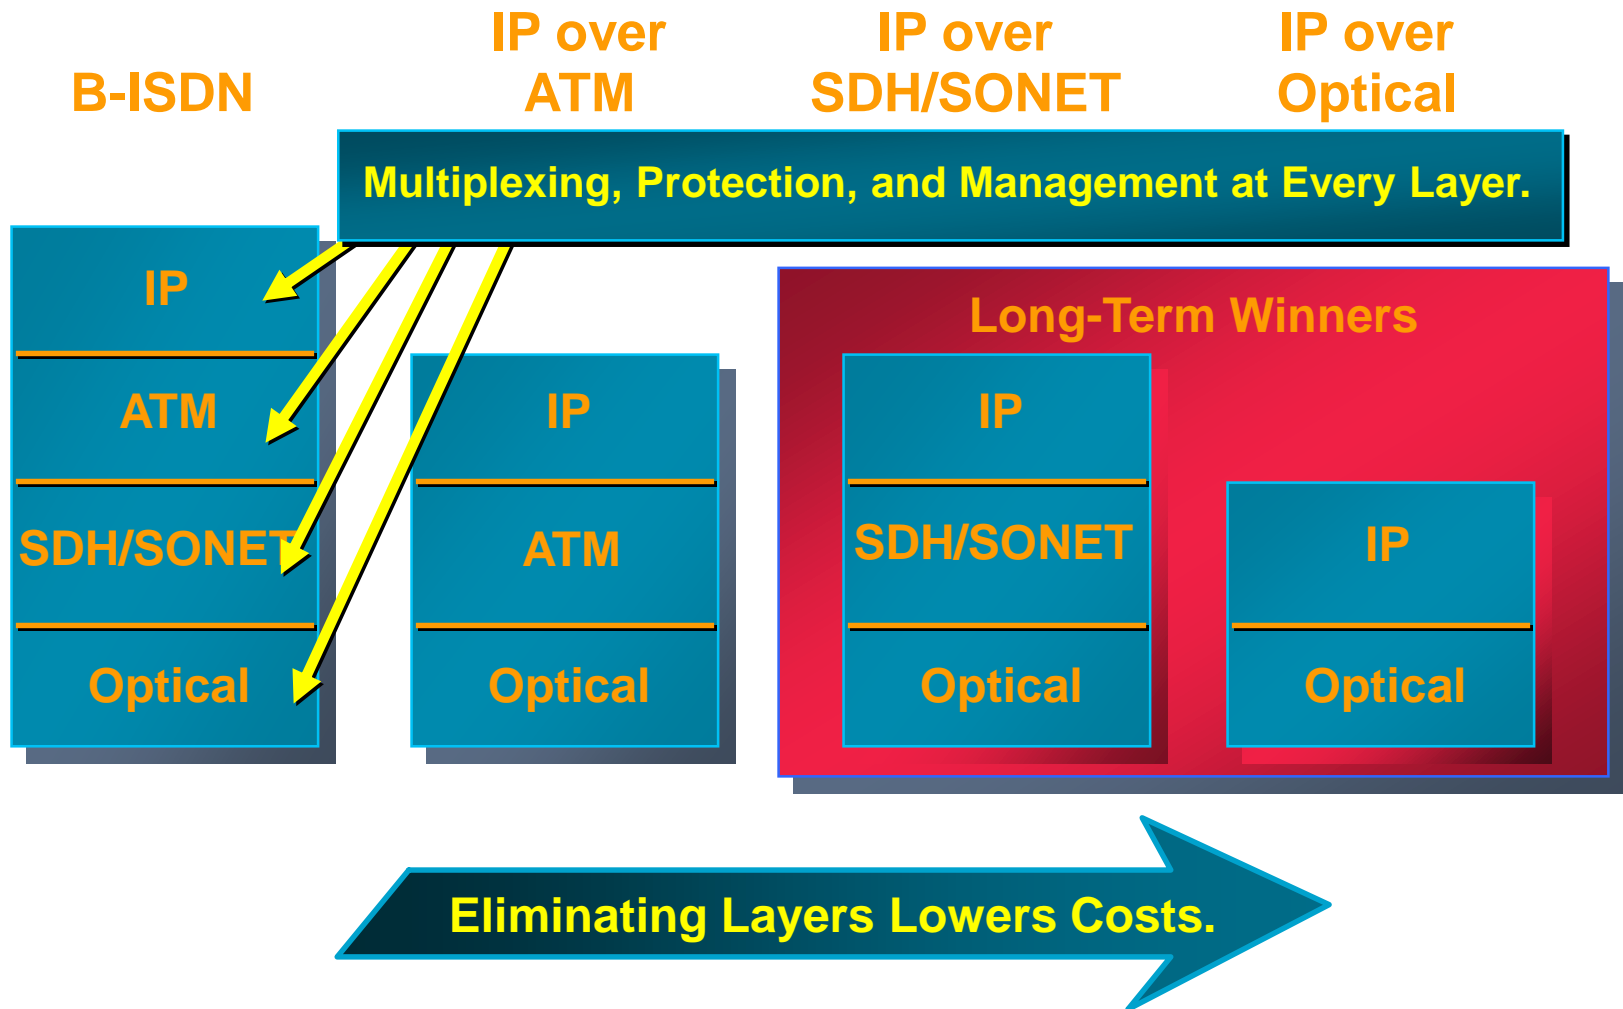 B-ISDN
IP over
ATM
IP over
SDH/SONET
IP over
Optical
Multiplexing, Protection, and Management at Every Layer.
IP
ATM
SDH/SONET
Optical
IP
ATM
Optical
Long-Term Winners
IP
SDH/SONET
Optical
IP
Optical
Eliminating Layers Lowers Costs.